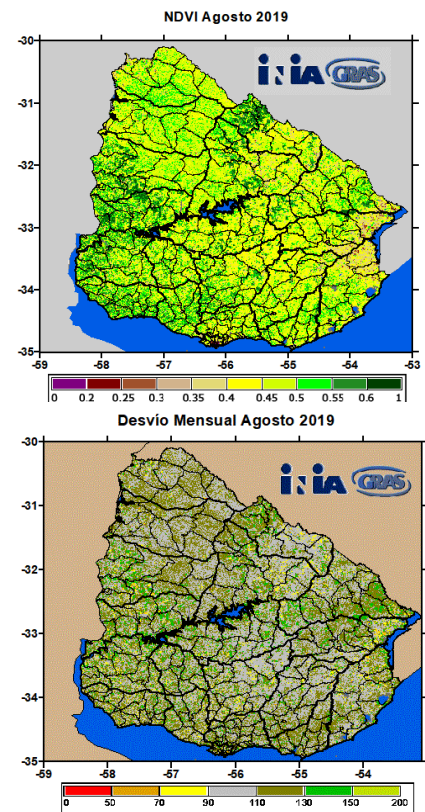 NDVI Agosto 2019
iNiA GRAS
-30
-31
-32
-33
-34
-35
-59 -58 -57 -56 -55 -54 -53
0 0.2 0.25 0.3 0.35 0.4 0.45 0.5 0.55 0.6 1
Desvío Mensual Agosto 2019
iNiA GRAS
-30
-31
-32
-33
-34
-35
-59 -58 -57 -56 -55 -54
0 50 70 90 110 130 150 200